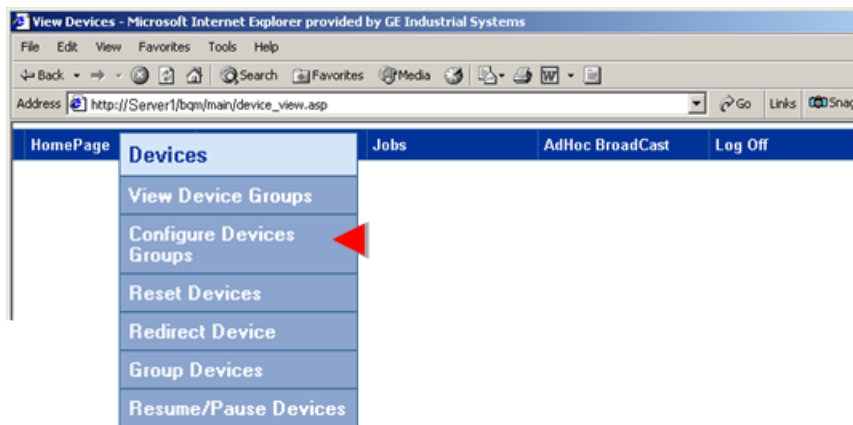 View Devices - Microsoft Internet Explorer provided by GE Industrial Systems
File Edit View Favorites Tools Help
Back Search Favorites Media
Address http://Server1/bqm/main/device_view.asp Go Links Snag
HomePage Devices Jobs AdHoc BroadCast Log Off
View Device Groups
Configure Devices
Groups
Reset Devices
Redirect Device
Group Devices
Resume/Pause Devices